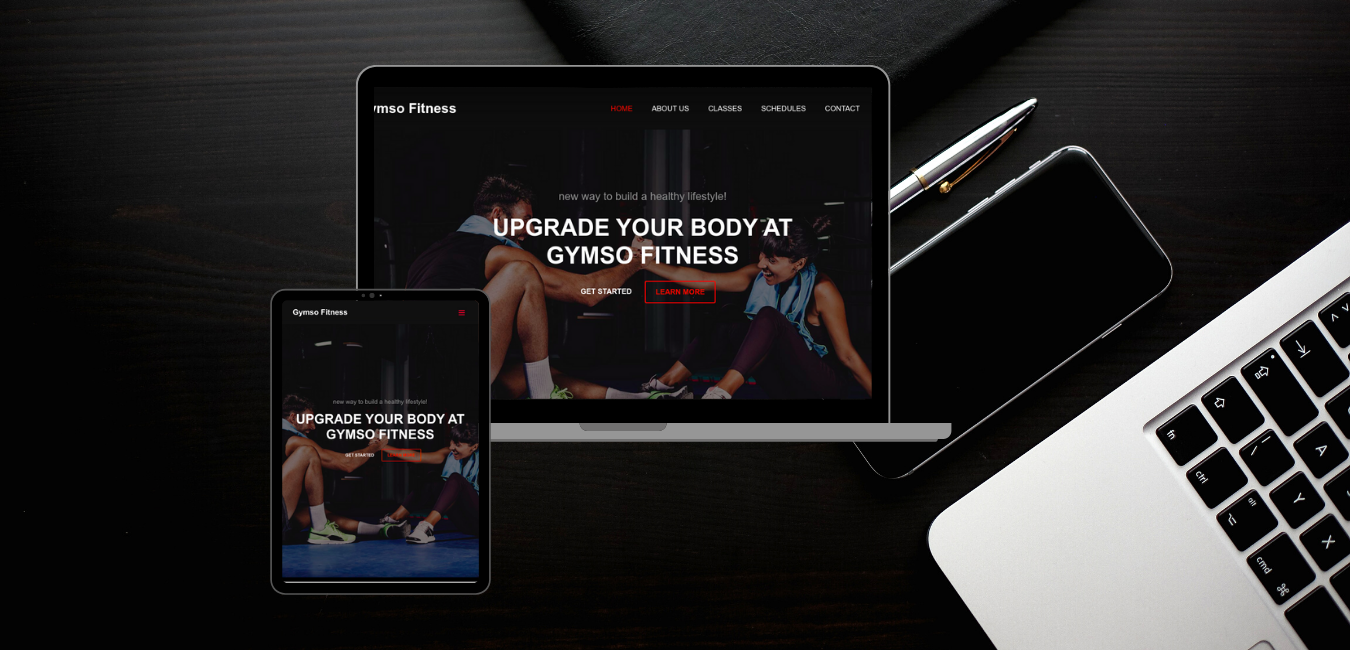 ymso Fitness
HOME ABOUT US CLASSES SCHEDULES CONTACT
new way to build a healthy lifestyle!
UPGRADE YOUR BODY AT
GYMSO FITNESS
GET STARTED LEARN MORE
Gymso Fitness
new way to build a healthy lifestyle!
UPGRADE YOUR BODY AT
GYMSO FITNESS
GET STARTED
fn
ctrl
alt
cmd
A
Y
X